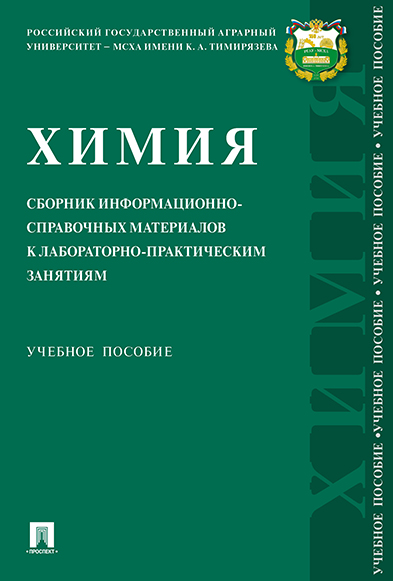 РОССИЙСКИЙ ГОСУДАРСТВЕННЫЙ АГРАРНЫЙ
УНИВЕРСИТЕТ – МСХА ИМЕНИ К. А. ТИМИРЯЗЕВА
ХИМИЯ
СБОРНИК ИНФОРМАЦИОННО-
СПРАВОЧНЫХ МАТЕРИАЛОВ
К ЛАБОРАТОРНО-ПРАКТИЧЕСКИМ
ЗАНЯТИЯМ
УЧЕБНОЕ ПОСОБИЕ
•ПРОСПЕКТ•
ХИМИЯ
УЧЕБНОЕ ПОСОБИЕ •УЧЕБНОЕ ПОСОБИЕ • УЧЕБНОЕ ПОСОБИЕ • УЧЕБНОЕ ПОСОБИЕ